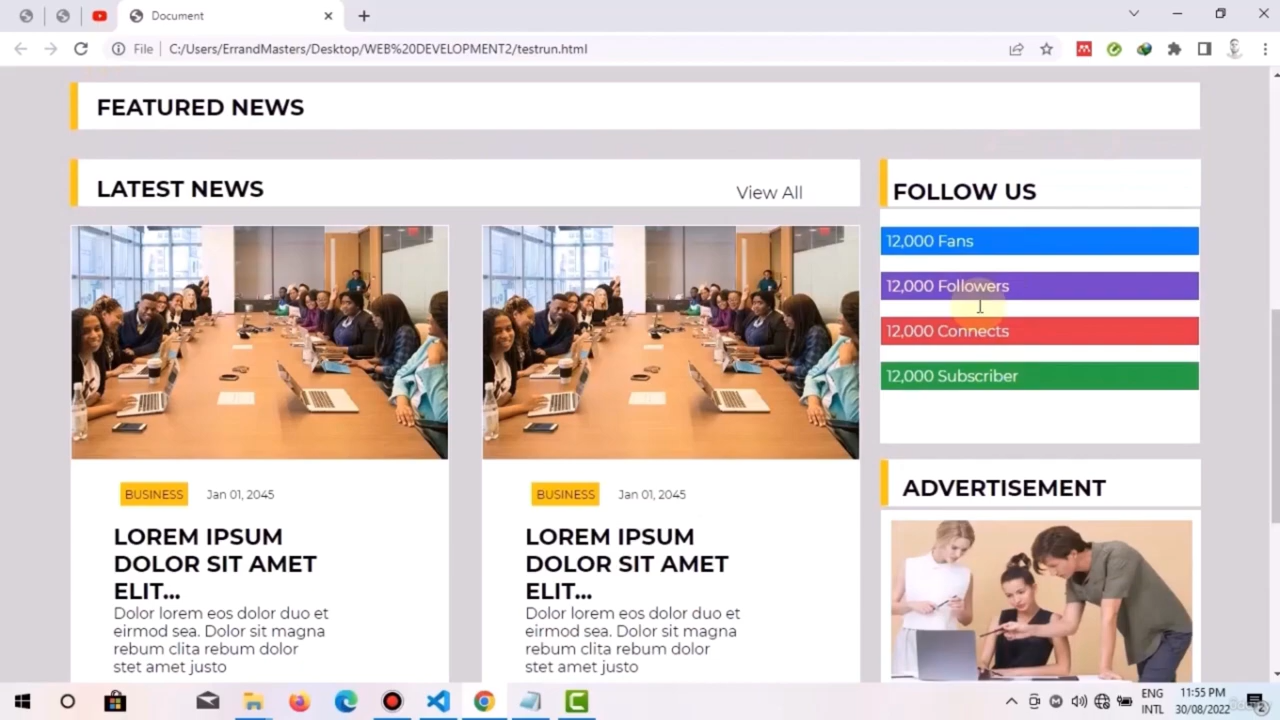 Document
File
C:/Users/ErrandMasters/Desktop/WEB%20DEVELOPMENT2/testrun.html
FEATURED NEWS
LATEST NEWS
View All
BUSINESS
Jan 01, 2045
LOREM IPSUM
DOLOR SIT AMET
ELIT...
Dolor lorem eos dolor duo et
eirmod sea. Dolor sit magna
rebum clita rebum dolor
stet amet justo
BUSINESS
Jan 01, 2045
LOREM IPSUM
DOLOR SIT AMET
ELIT...
Dolor lorem eos dolor duo et
eirmod sea. Dolor sit magna
rebum clita rebum dolor
stet amet justo
FOLLOW US
12,000 Fans
12,000 Followers
12,000 Connects
12,000 Subscriber
ADVERTISEMENT
ENG
INTL
11:55 PM
30/08/2022
2